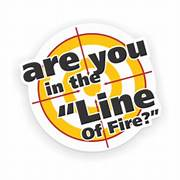 are you
in the
"Line
Of Fire?"